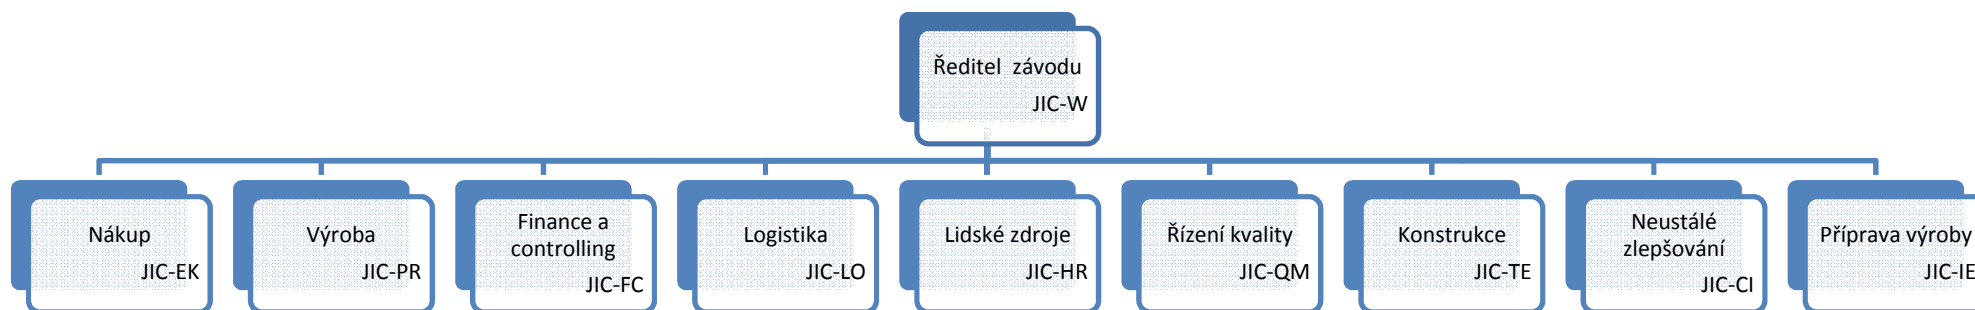 Ředitel závodu
JIC-W
Nákup
JIC-EK
Výroba
JIC-PR
Finance a
controlling
JIC-FC
Logistika
JIC-LO
Lidské zdroje
JIC-HR
Řízení kvality
JIC-QM
Konstrukce
JIC-TE
Neustálé
zlepšování
JIC-CI
Příprava výroby
JIC-IE